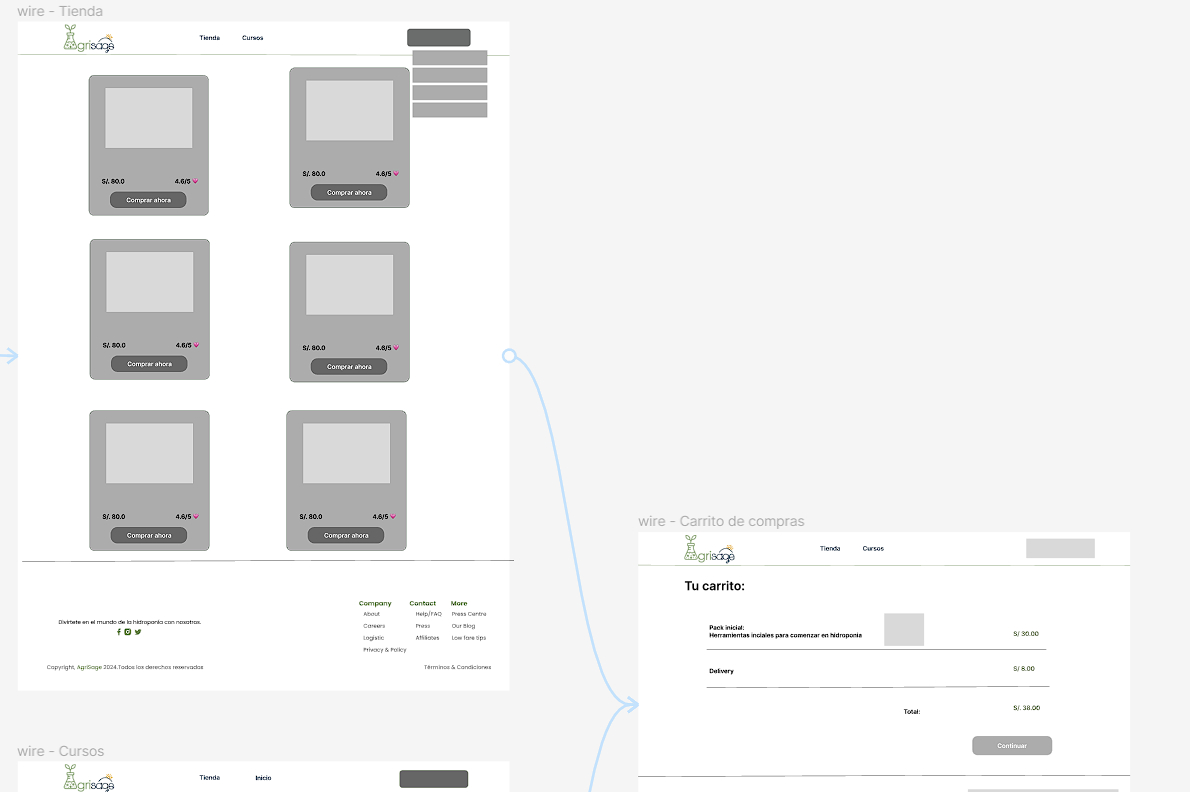 wire - Tienda
Agrisage
Tienda
Cursos
S/. 80.0
4.6/5
Comprar ahora
S/. 80.0
4.6/5
Comprar ahora
S/. 80.0
4.6/5
Comprar ahora
S/. 80.0
4.6/5
Comprar ahora
S/. 80.0
4.6/5
Comprar ahora
S/. 80.0
4.6/5
Comprar ahora
Divirtete en el mundo de la hidroponía con nosotros.
Company
About
Careers
Logistic
Privacy & Policy
Contact
Help/FAQ
Press
Affiliates
More
Press Centre
Our Blog
Low fare tips
Copyright, AgriSage 2024.Todos los derechos reservados
Términos & Condiciones
wire - Carrito de compras
Agrisage
Tienda
Cursos
Tu carrito:
Pack inicial:
Herramientas inciales para comenzar en hidroponia
S/ 30.00
Delivery
S/ 8.00
Total:
S/. 38.00
Continuar
wire - Cursos
Agrisage
Tienda
Inicio